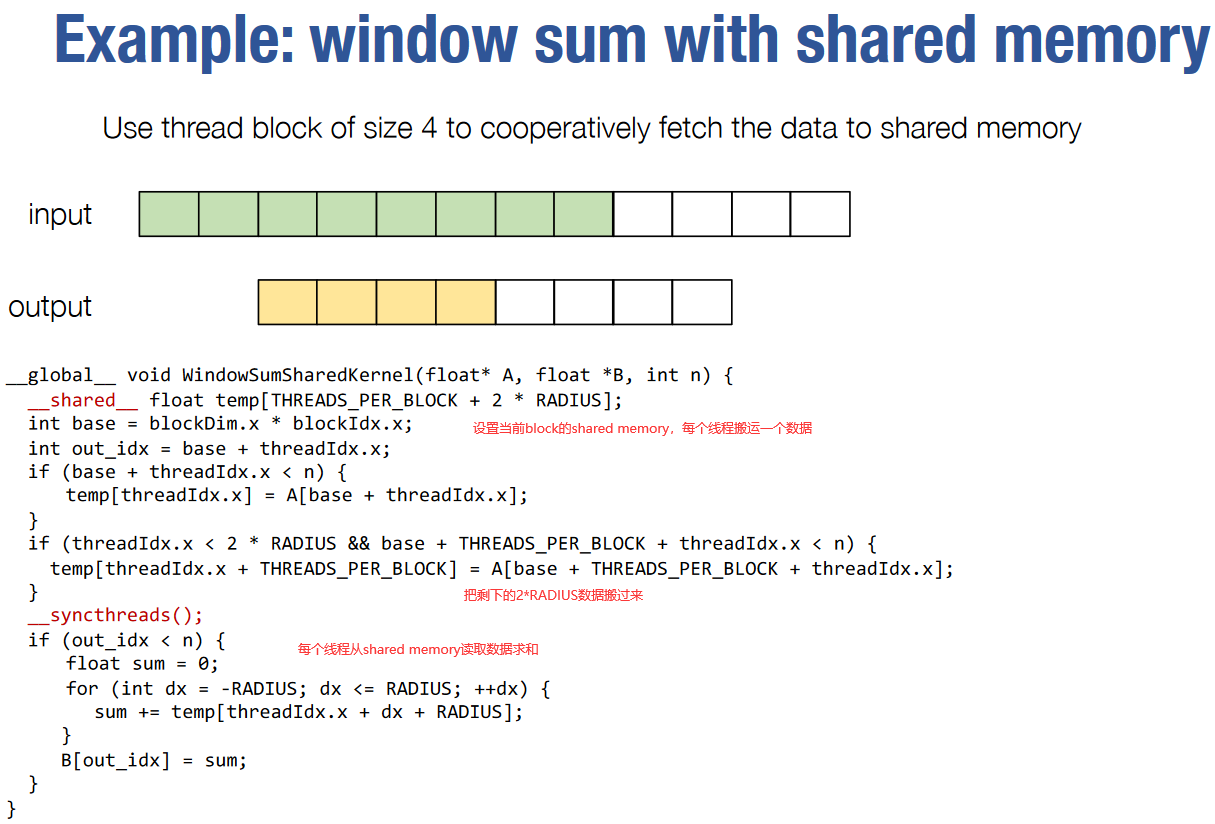 Example: window sum with shared memory
Use thread block of size 4 to cooperatively fetch the data to shared memory
input
output
__global__ void WindowSumSharedKernel(float* A, float *B, int n) {
__shared__ float temp[THREADS_PER_BLOCK + 2 * RADIUS];
int base = blockDim.x * blockIdx.x;
设置当前block的shared memory，每个线程搬运一个数据
int out_idx = base + threadIdx.x;
if (base + threadIdx.x < n) {
temp[threadIdx.x] = A[base + threadIdx.x];
}
if (threadIdx.x < 2 * RADIUS && base + THREADS_PER_BLOCK + threadIdx.x < n) {
temp[threadIdx.x + THREADS_PER_BLOCK] = A[base + THREADS_PER_BLOCK + threadIdx.x];
}
把剩下的2*RADIUS数据搬过来
__syncthreads();
if (out_idx < n) {
每个线程从shared memory读取数据求和
float sum = 0;
for (int dx = -RADIUS; dx <= RADIUS; ++dx) {
sum += temp[threadIdx.x + dx + RADIUS];
}
B[out_idx] = sum;
}
}